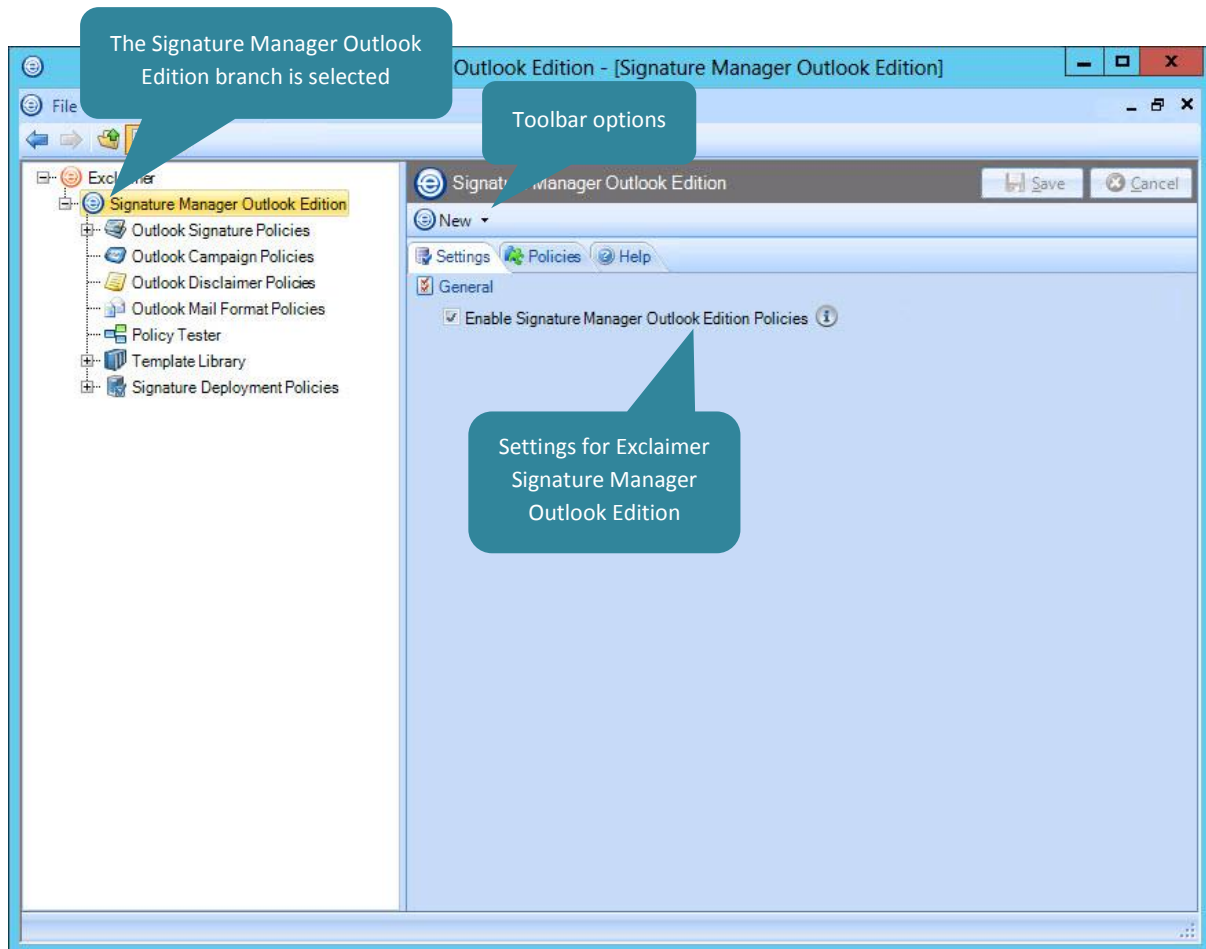 The Signature Manager Outlook
Edition branch is selected
Outlook Edition - [Signature Manager Outlook Edition]
File
Toolbar options
Signature Manager Outlook Edition
Save
Cancel
New
Settings
Policies
Help
General
Enable Signature Manager Outlook Edition Policies
Signature Manager Outlook Edition
Outlook Signature Policies
Outlook Campaign Policies
Outlook Disclaimer Policies
Outlook Mail Format Policies
Policy Tester
Template Library
Signature Deployment Policies
Settings for Exclaimer
Signature Manager
Outlook Edition